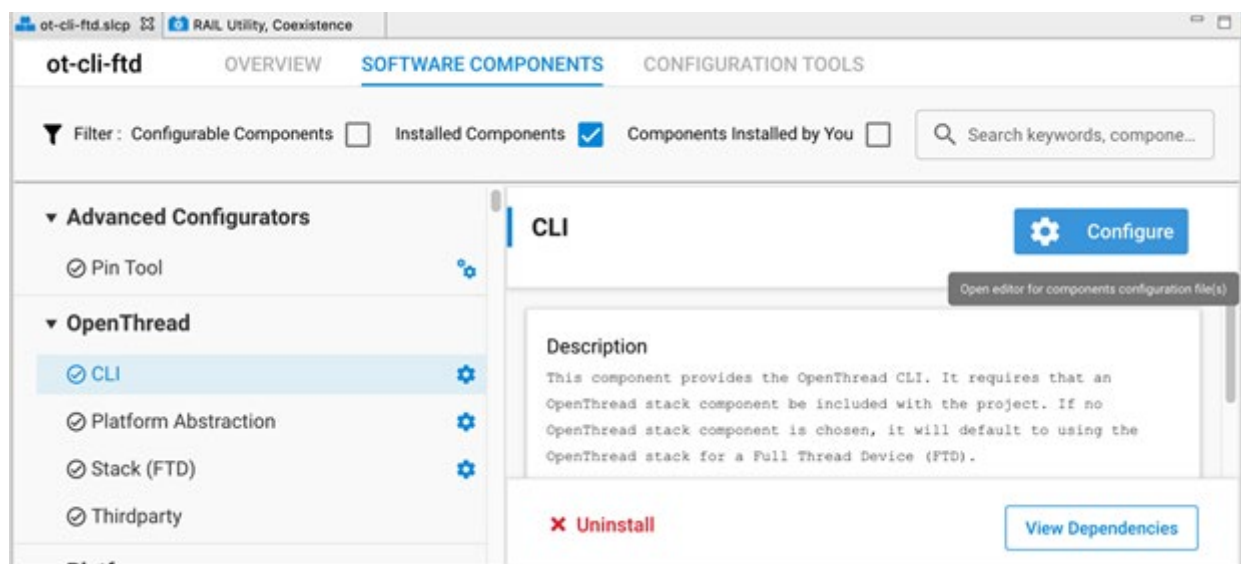 ot-cli-ftd.slcp RAIL Utility, Coexistence
ot-cli-ftd OVERVIEW SOFTWARE COMPONENTS CONFIGURATION TOOLS
Filter : Configurable Components Installed Components Components Installed by You Search keywords, compone...
Advanced Configurators
Pin Tool
OpenThread
CLI
Platform Abstraction
Stack (FTD)
Thirdparty
CLI
Configure
Open editor for components configuration file(s)
Description
This component provides the OpenThread CLI. It requires that an
OpenThread stack component be included with the project. If no
OpenThread stack component is chosen, it will default to using the
OpenThread stack for a Full Thread Device (FTD).
Uninstall
View Dependencies